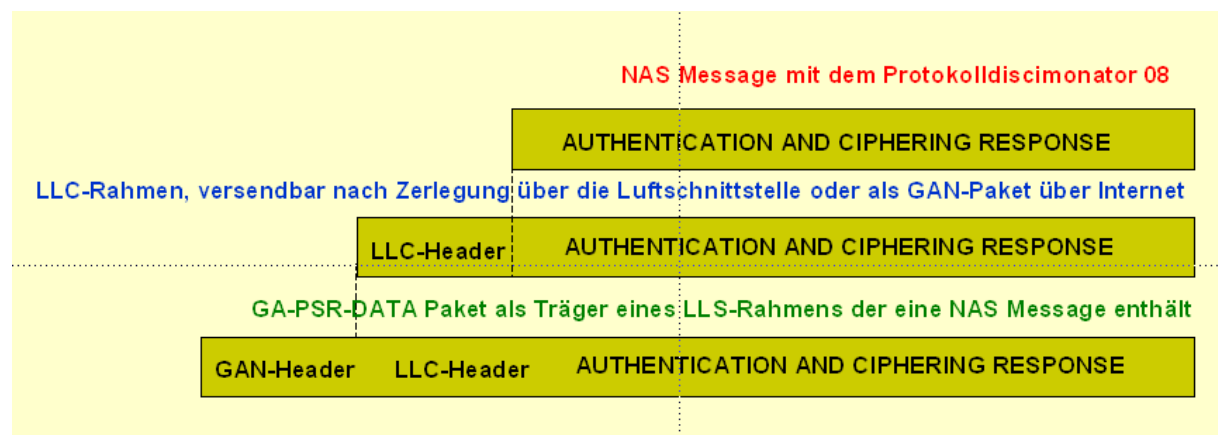 NAS Message mit dem Protokolldiscimonator 08
AUTHENTICATION AND CIPHERING RESPONSE
LLC-Rahmen, versendbar nach Zerlegung über die Luftschnittstelle oder als GAN-Paket über Internet
LLC-Header AUTHENTICATION AND CIPHERING RESPONSE
GA-PSR-DATA Paket als Träger eines LLS-Rahmens der eine NAS Message enthält
GAN-Header LLC-Header AUTHENTICATION AND CIPHERING RESPONSE